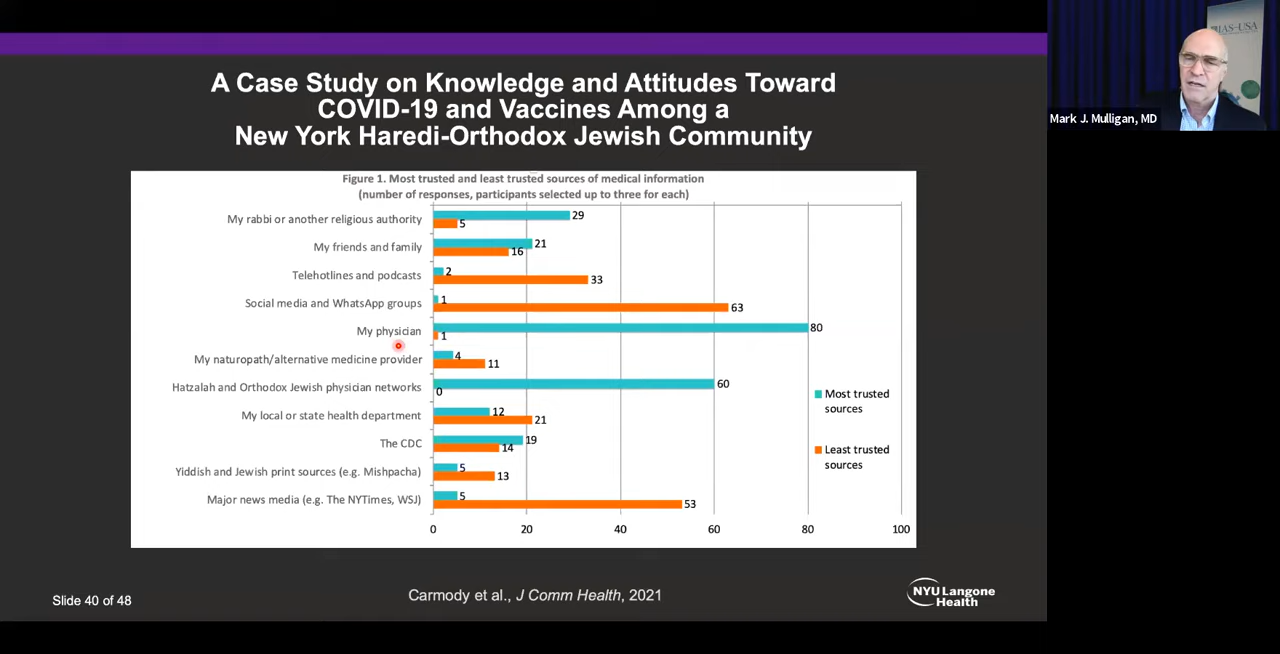 A Case Study on Knowledge and Attitudes Toward
COVID-19 and Vaccines Among a
New York Haredi-Orthodox Jewish Community
Figure 1. Most trusted and least trusted sources of medical information
(number of responses, participants selected up to three for each)
My rabbi or another religious authority 29 5
My friends and family 21 16
Telehotlines and podcasts 2 33
Social media and WhatsApp groups 1 63
My physician 80 1
My naturopath/alternative medicine provider 4 11
Hatzalah and Orthodox Jewish physician networks 60 0
My local or state health department 12 21
The CDC 19 14
Yiddish and Jewish print sources (e.g. Mishpacha) 5 13
Major news media (e.g. The NYTimes, WSJ) 5 53
0 20 40 60 80 100
Most trusted
sources
Least trusted
sources
Slide 40 of 48
Carmody et al., J Comm Health, 2021
NYU Langone
Health
IAS–USA
Mark J. Mulligan, MD